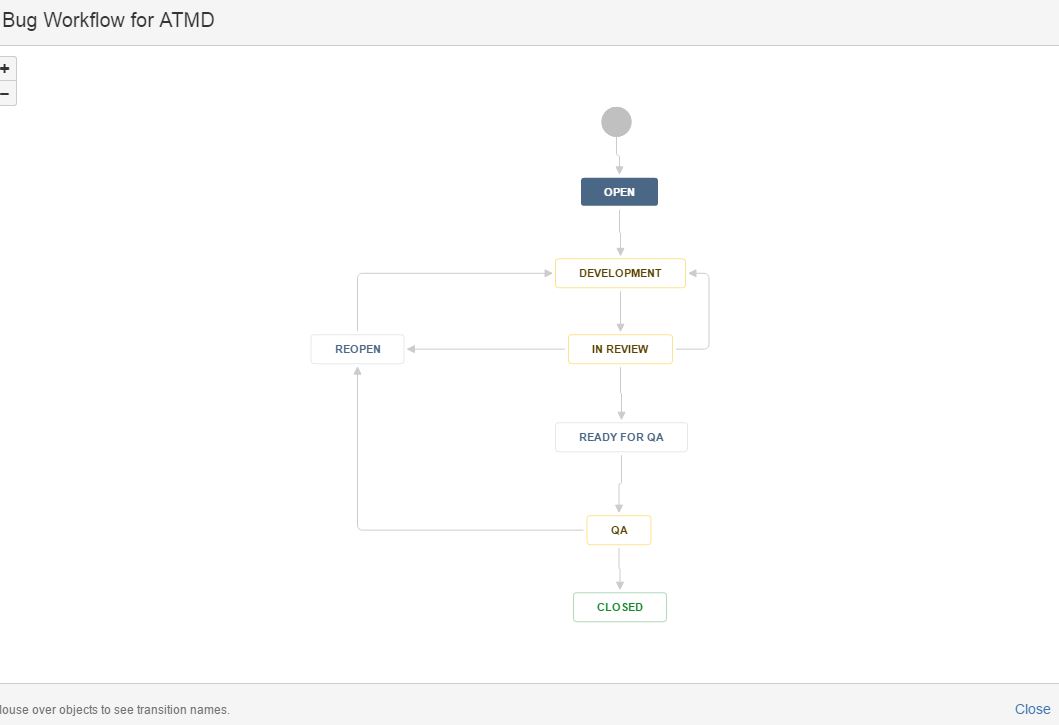 Bug Workflow for ATMD
+
−
OPEN
DEVELOPMENT
REOPEN
IN REVIEW
READY FOR QA
QA
CLOSED
over objects to see transition names.
Close